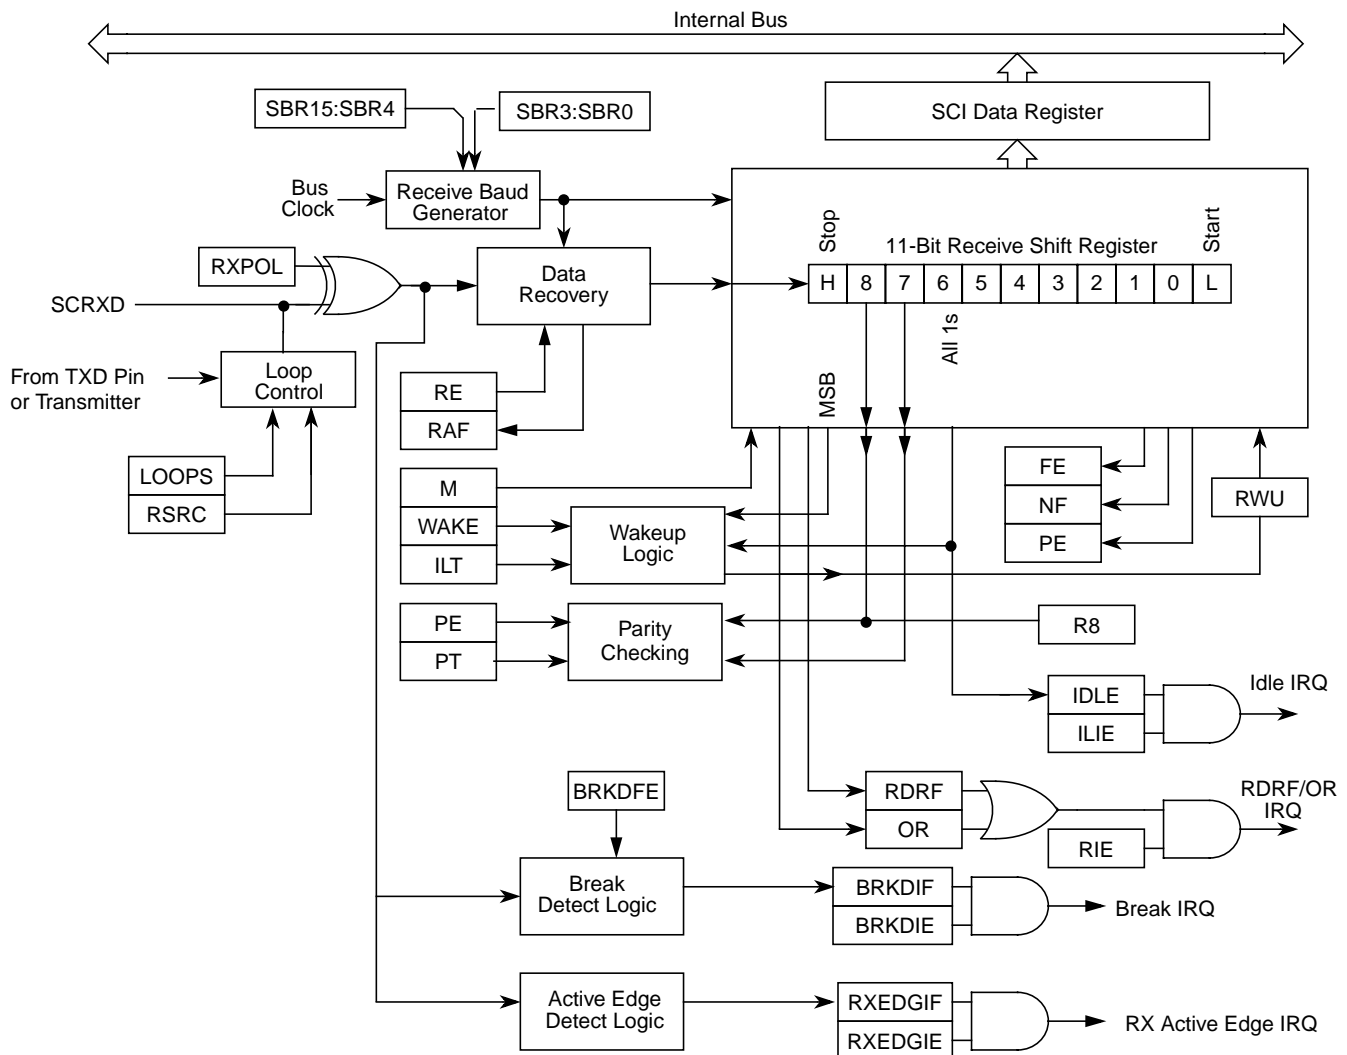 Internal Bus
SBR15:SBR4
SBR3:SBR0
SCI Data Register
Bus
Clock
Receive Baud
Generator
Stop
11-Bit Receive Shift Register
Start
RXPOL
Data
Recovery
H 8 7 6 5 4 3 2 1 0 L
SCRXD
All 1s
From TXD Pin
or Transmitter
Loop
Control
MSB
RE
RAF
LOOPS
RSRC
M
WAKE
ILT
Wakeup
Logic
FE
NF
PE
RWU
PE
PT
Parity
Checking
R8
IDLE
ILIE
Idle IRQ
BRKDFE
RDRF
OR
RIE
RDRF/OR
IRQ
Break
Detect Logic
BRKDIF
BRKDIE
Break IRQ
Active Edge
Detect Logic
RXEDGIF
RXEDGIE
RX Active Edge IRQ